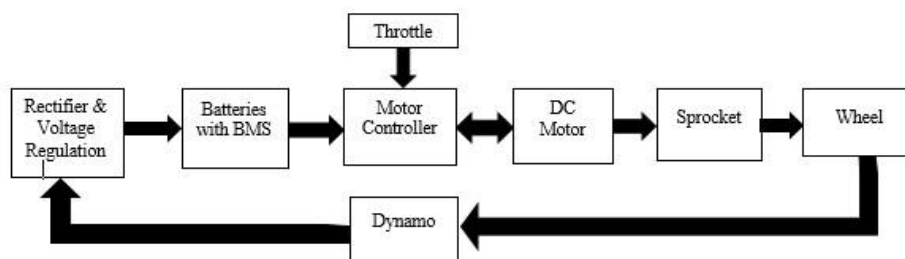 Throttle
Rectifier &
Voltage
Regulation
Batteries
with BMS
Motor
Controller
DC
Motor
Sprocket
Wheel
Dynamo